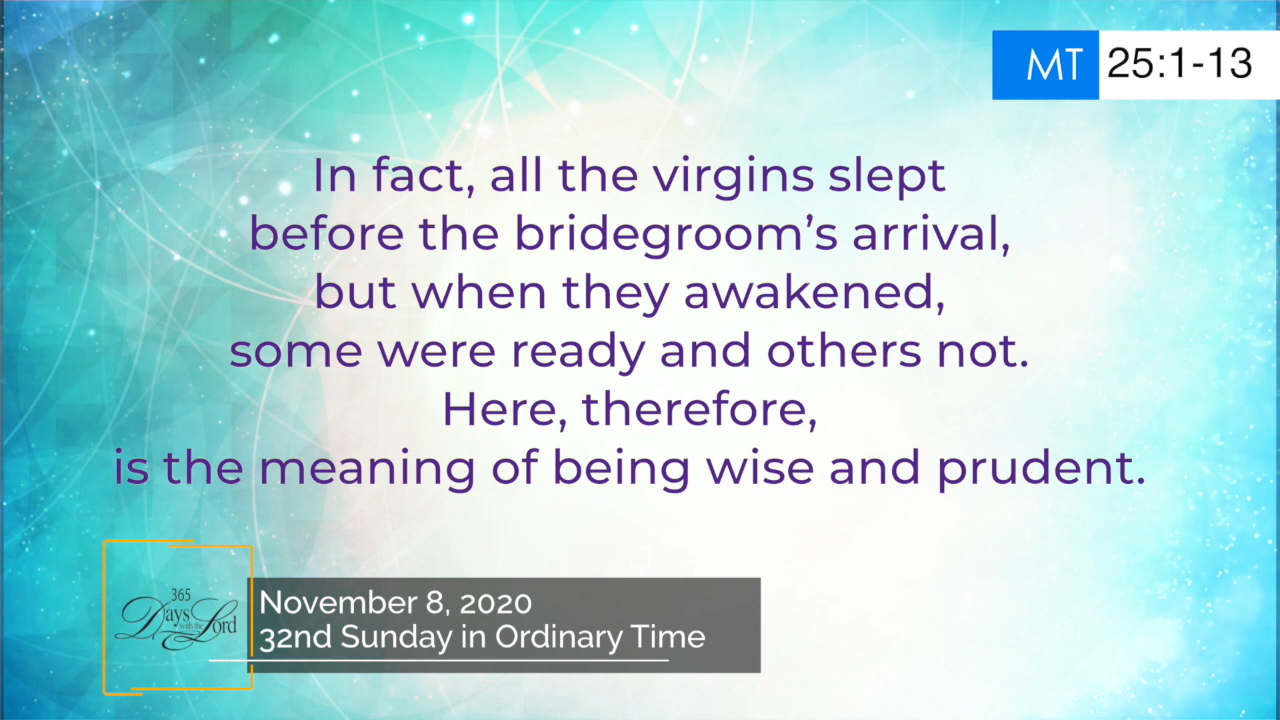 MT 25:1-13
In fact, all the virgins slept
before the bridegroom’s arrival,
but when they awakened,
some were ready and others not.
Here, therefore,
is the meaning of being wise and prudent.
365
Days with the Lord
November 8, 2020
32nd Sunday in Ordinary Time